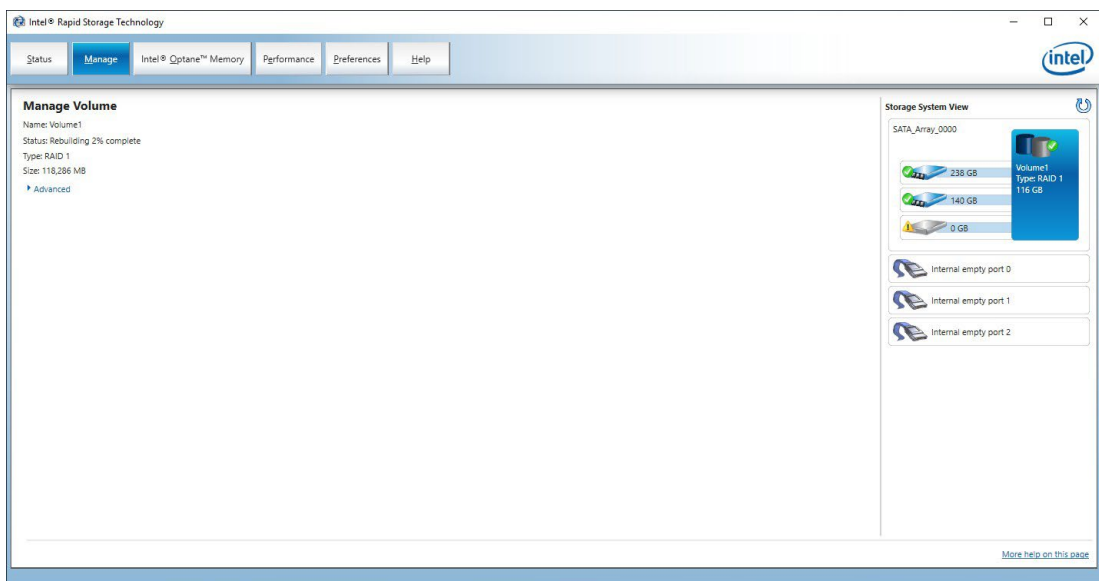 Intel® Rapid Storage Technology
Status Manage Intel® Optane™ Memory Performance Preferences Help
intel
Manage Volume
Name: Volume1
Status: Rebuilding 2% complete
Type: RAID 1
Size: 118,286 MB
Advanced
Storage System View
SATA_Array_0000
238 GB
140 GB
0 GB
Volume1
Type: RAID 1
116 GB
Internal empty port 0
Internal empty port 1
Internal empty port 2
More help on this page